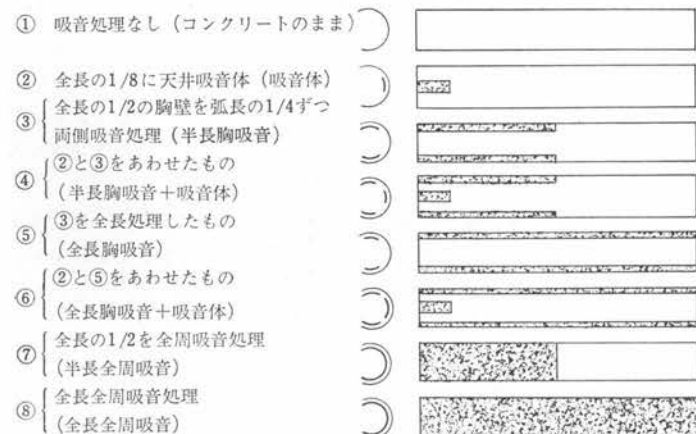 ① 吸音処理なし（コンクリートのまま）
② 全長の1/8に天井吸音体（吸音体）
③ 全長の1/2の胸壁を弧長の1/4ずつ
両側吸音処理（半長胸吸音）
④ ②と③をあわせたもの
（半長胸吸音＋吸音体）
⑤ ③を全長処理したもの
（全長胸吸音）
⑥ ②と⑤をあわせたもの
（全長胸吸音＋吸音体）
⑦ 全長の1/2を全周吸音処理
（半長全周吸音）
⑧ 全長全周吸音処理
（全長全周吸音）